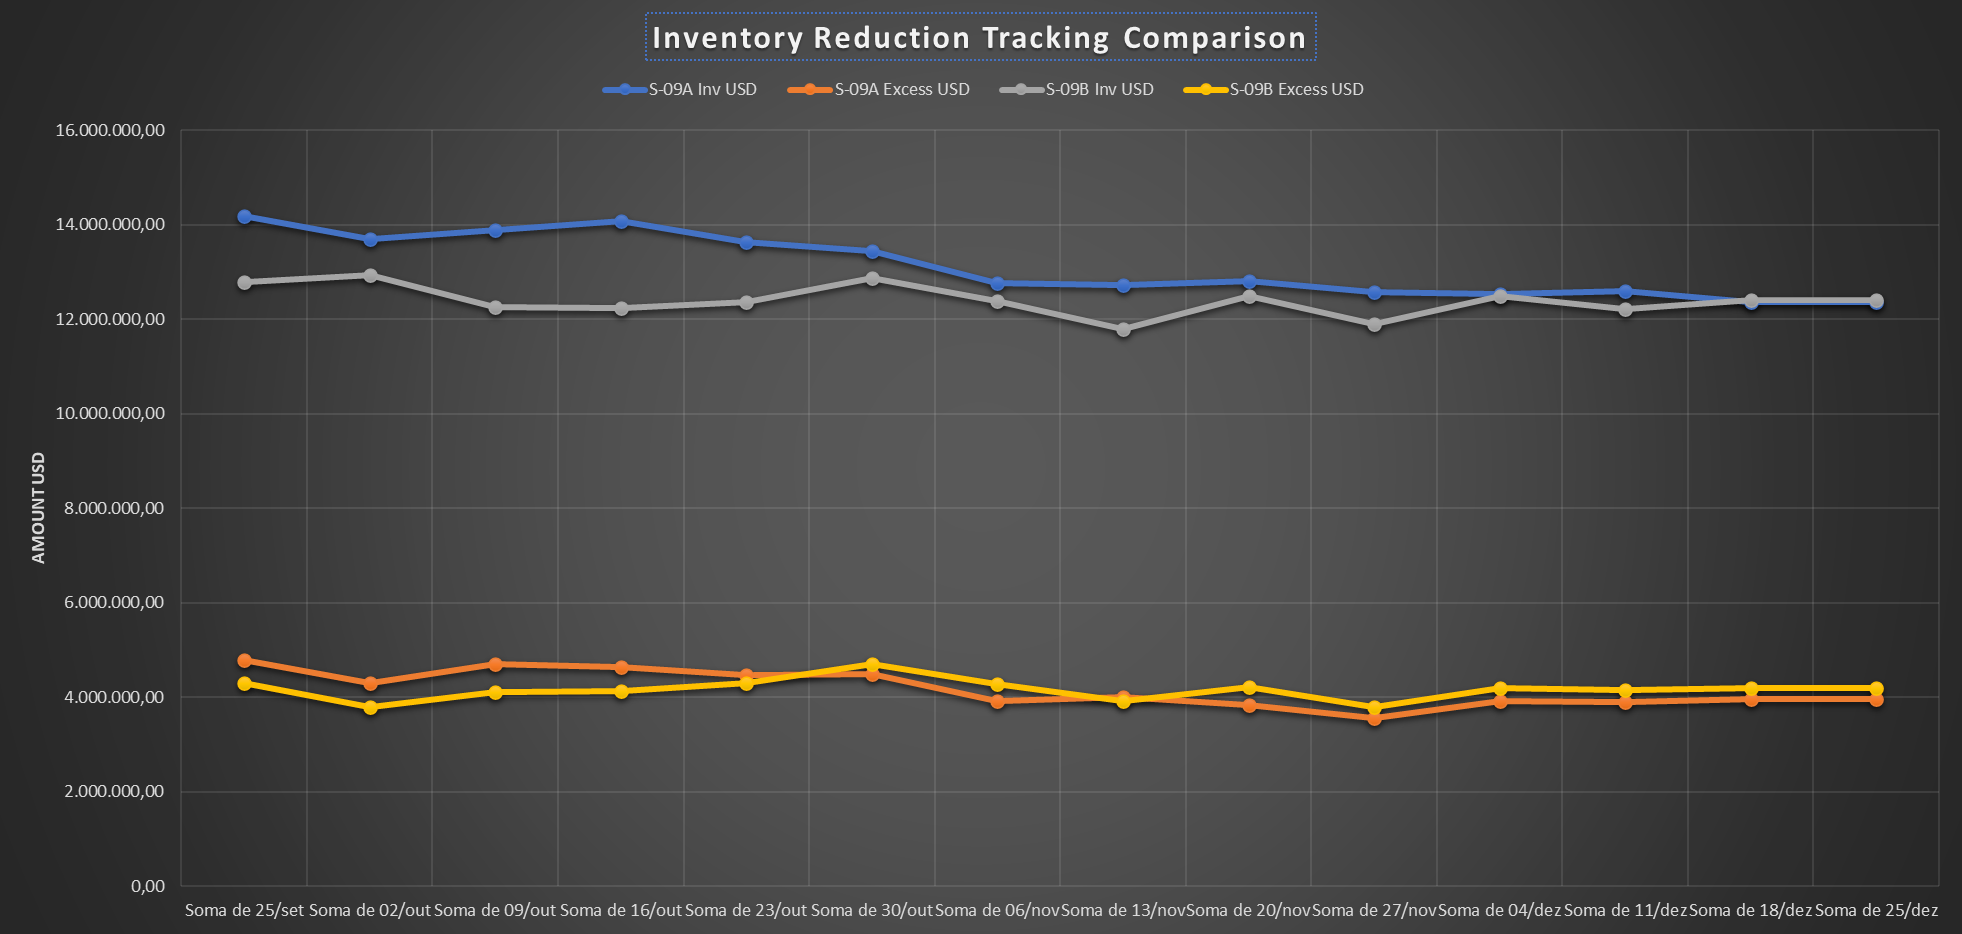 Inventory Reduction Tracking Comparison
S-09A Inv USD S-09A Excess USD S-09B Inv USD S-09B Excess USD
16.000.000,00
14.000.000,00
12.000.000,00
10.000.000,00
8.000.000,00
6.000.000,00
4.000.000,00
2.000.000,00
0,00
AMOUNT USD
Soma de 25/set Soma de 02/out Soma de 09/out Soma de 16/out Soma de 23/out Soma de 30/out Soma de 06/nov Soma de 13/nov Soma de 20/nov Soma de 27/nov Soma de 04/dez Soma de 11/dez Soma de 18/dez Soma de 25/dez